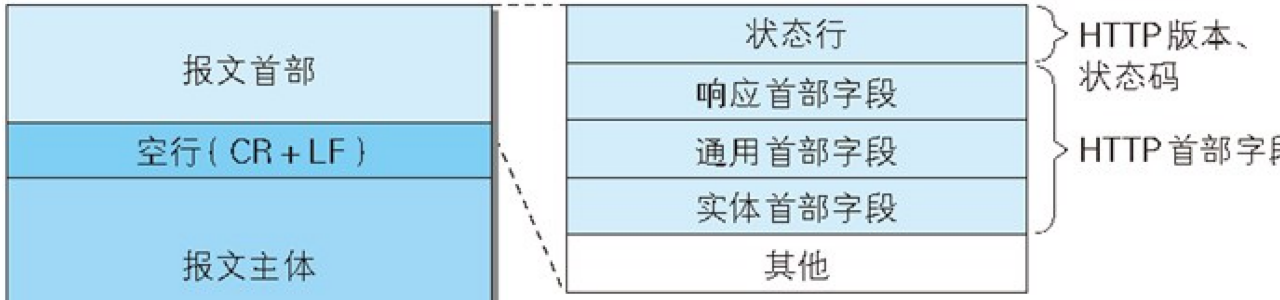 报文首部
空行(CR+LF)
报文主体
状态行
响应首部字段
通用首部字段
实体首部字段
其他
HTTP版本、
状态码
HTTP首部字段